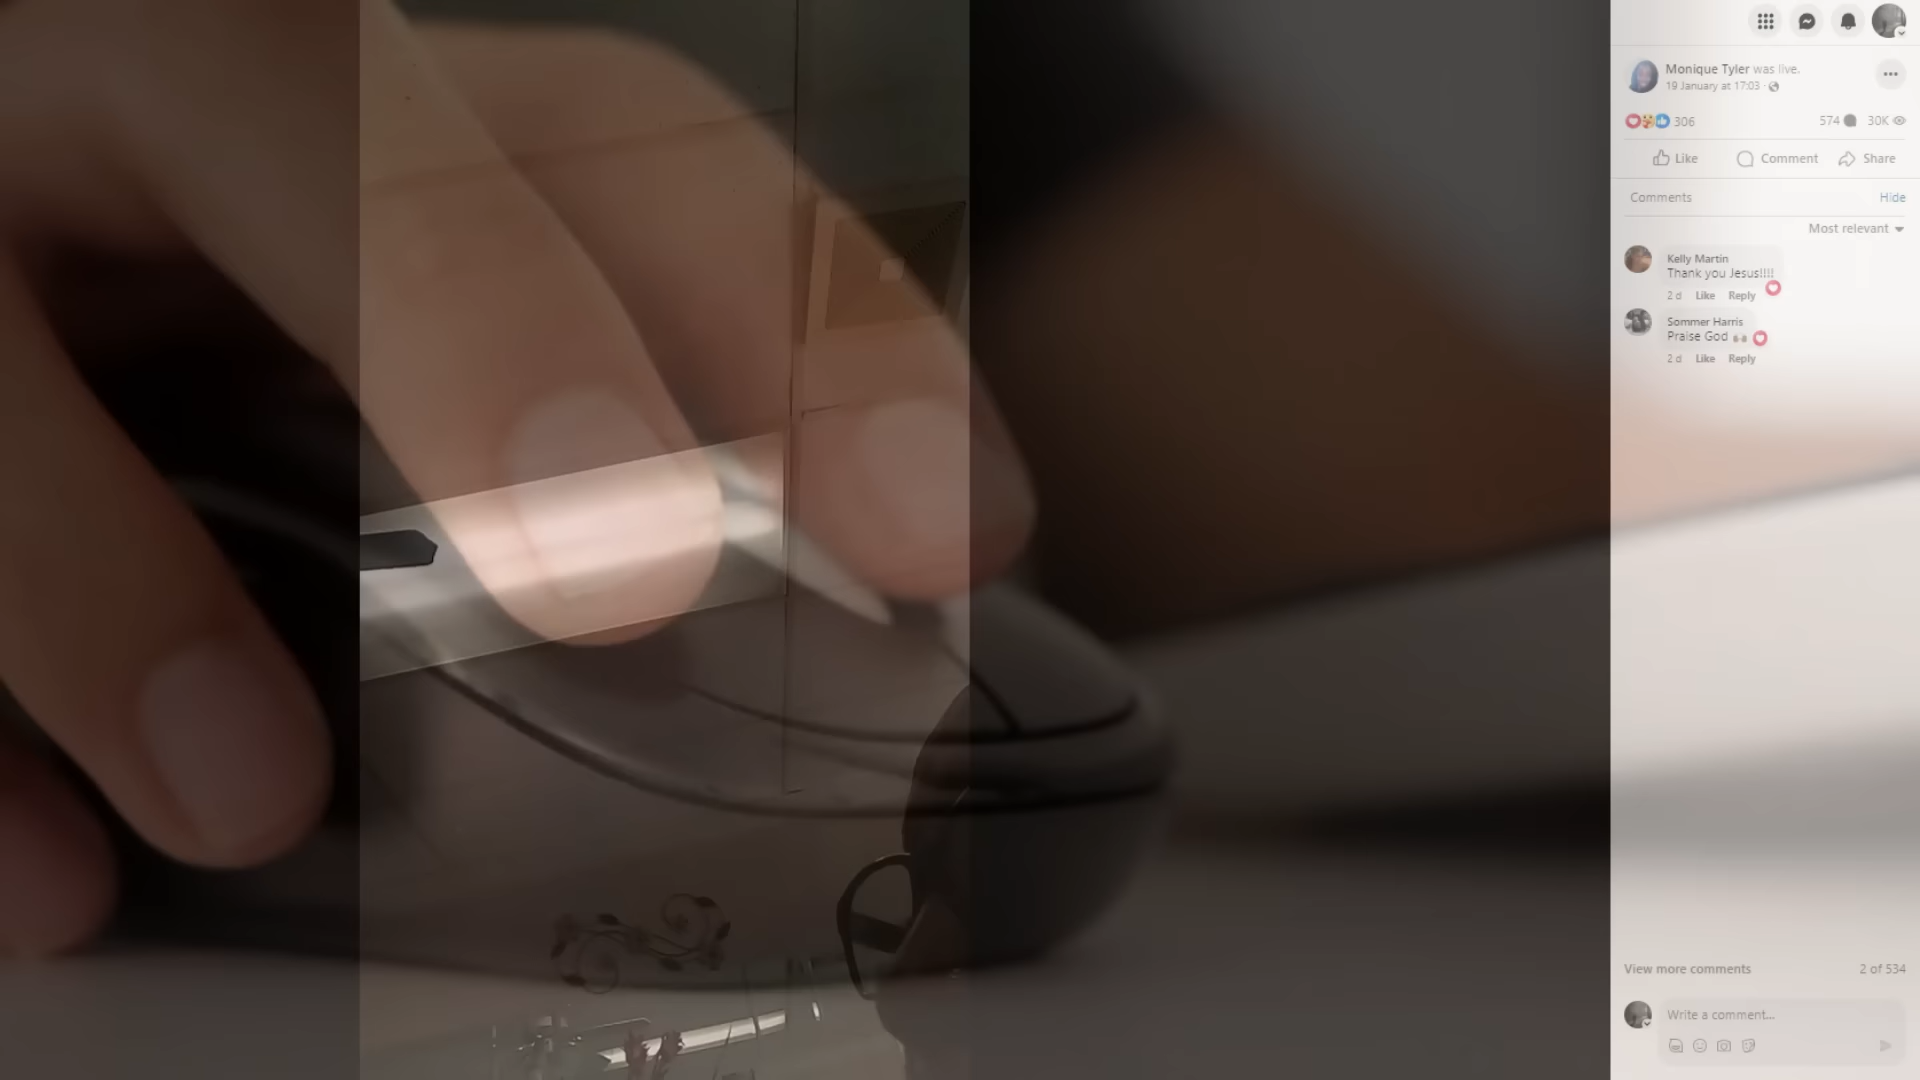 Monique Tyler was live.
19 January at 17:03
306
574
30K
Like
Comment
Share
Comments
Hide
Most relevant
Kelly Martin
Thank you Jesus!!!!
2 d Like Reply
Sommer Harris
Praise God
2 d Like Reply
View more comments
2 of 534
Write a comment...